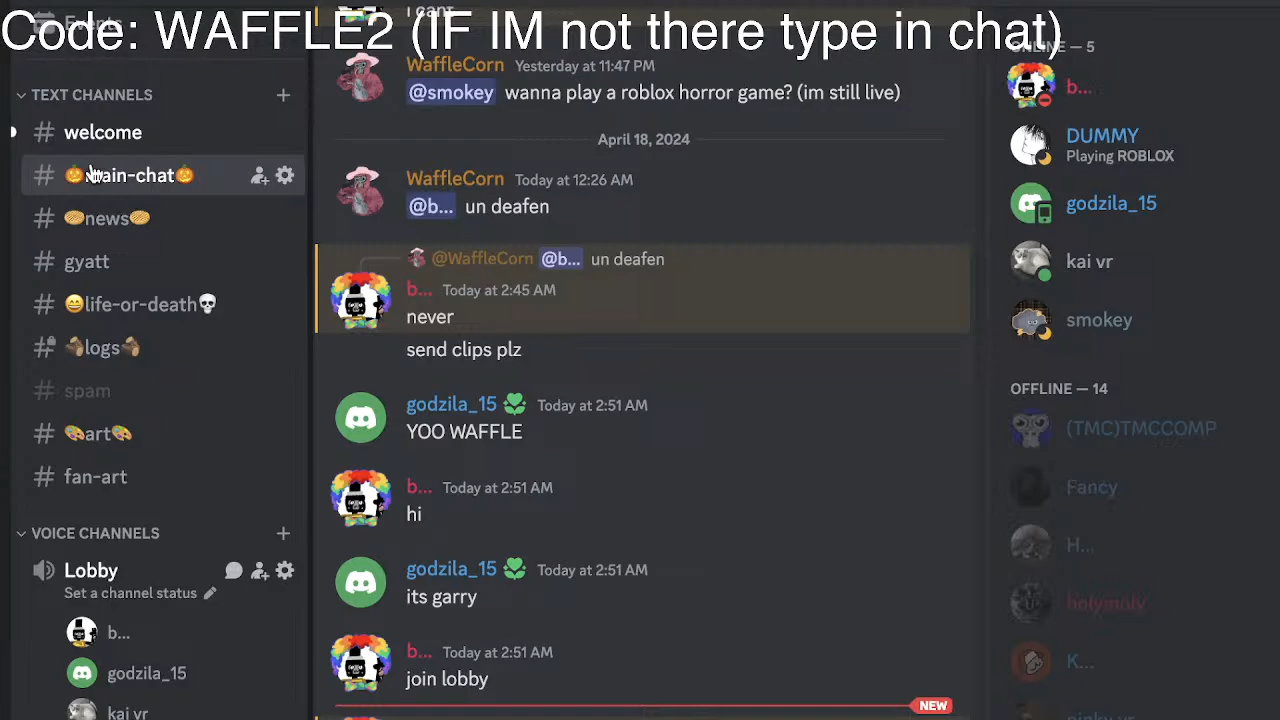 Code: WAFFLE2 (IF IM not there type in chat)
TEXT CHANNELS
welcome
🎃main-chat🎃
news
gyatt
😄life-or-death💀
🪵logs🪵
spam
🎨art🎨
fan-art
VOICE CHANNELS
Lobby
Set a channel status
b...
godzila_15
kai vr
i cant
WaffleCorn Yesterday at 11:47 PM
@smokey wanna play a roblox horror game? (im still live)
April 18, 2024
WaffleCorn Today at 12:26 AM
@b... un deafen
@WaffleCorn @b... un deafen
b... Today at 2:45 AM
never
send clips plz
godzila_15 Today at 2:51 AM
YOO WAFFLE
b... Today at 2:51 AM
hi
godzila_15 Today at 2:51 AM
its garry
b... Today at 2:51 AM
join lobby
NEW
ONLINE — 5
b...
DUMMY
Playing ROBLOX
godzila_15
kai vr
smokey
OFFLINE — 14
(TMC)TMCCOMP
Fancy
H...
holymoly
K...
pinky vr